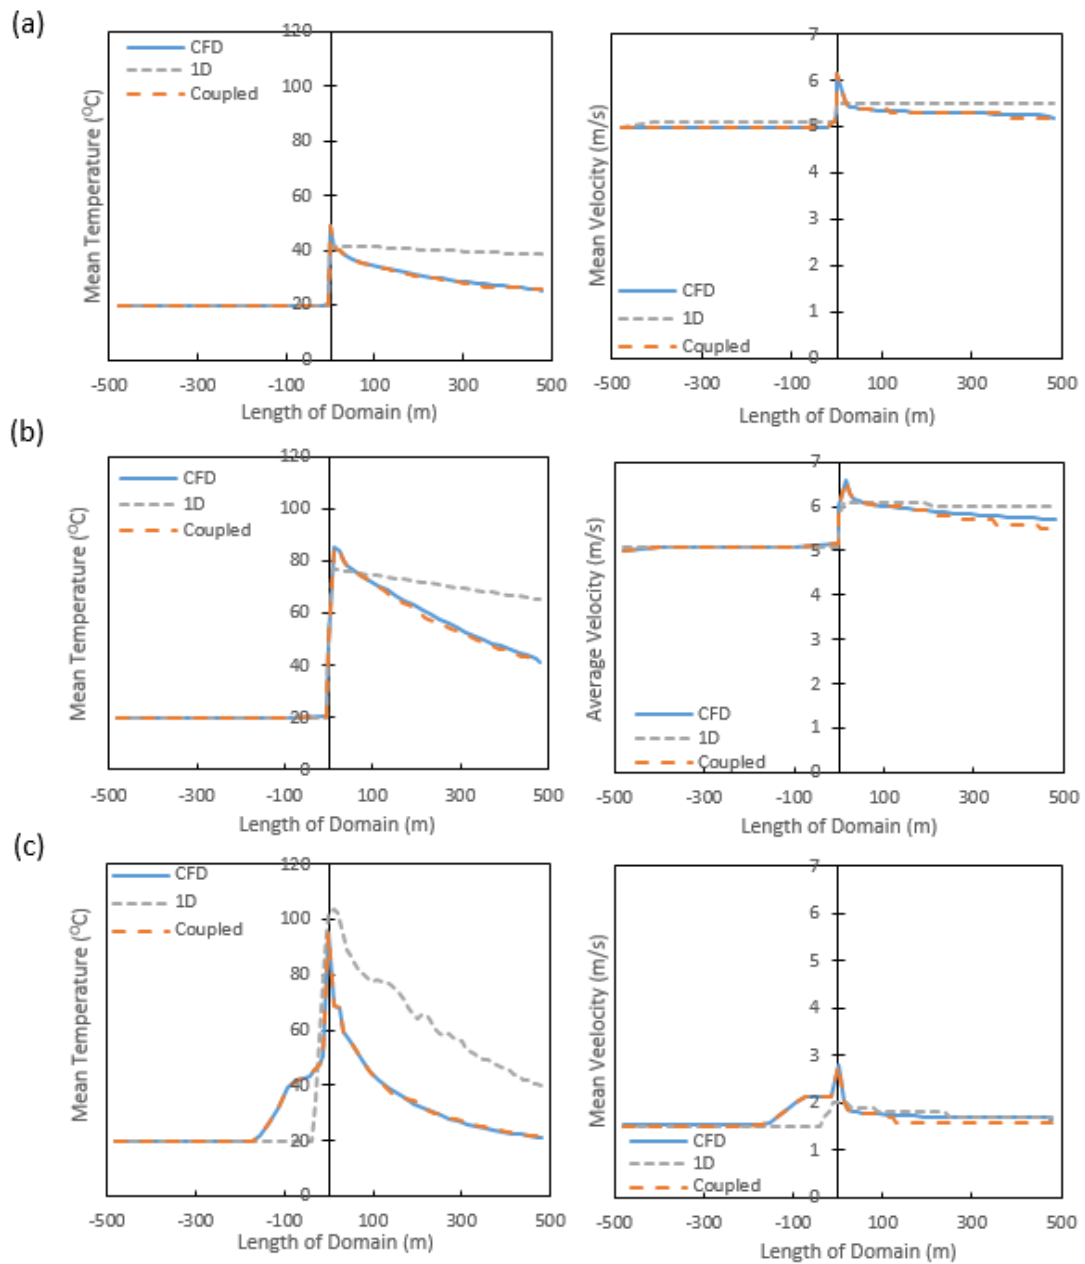 (a)
CFD
1D
Coupled
Mean Temperature (⁰C)
120
100
80
60
40
20
0
-500
-300
-100
100
300
500
Length of Domain (m)
CFD
1D
Coupled
Mean Velocity (m/s)
7
6
5
4
3
2
1
0
-500
-300
-100
100
300
500
Length of Domain (m)
(b)
CFD
1D
Coupled
Mean Temperature (⁰C)
120
100
80
60
40
20
0
-500
-300
-100
100
300
500
Length of Domain (m)
CFD
1D
Coupled
Average Velocity (m/s)
7
6
5
4
3
2
1
0
-500
-300
-100
100
300
500
Length of Domain (m)
(c)
CFD
1D
Coupled
Mean Temperature (⁰C)
120
100
80
60
40
20
0
-500
-300
-100
100
300
500
Length of Domain (m)
CFD
1D
Coupled
Mean Veelocity (m/s)
7
6
5
4
3
2
1
0
-500
-300
-100
100
300
500
Length of Domain (m)